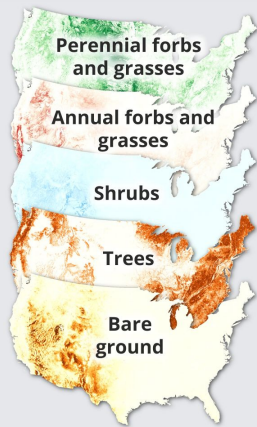 Perennial forbs
and grasses
Annual forbs and
grasses
Shrubs
Trees
Bare
ground